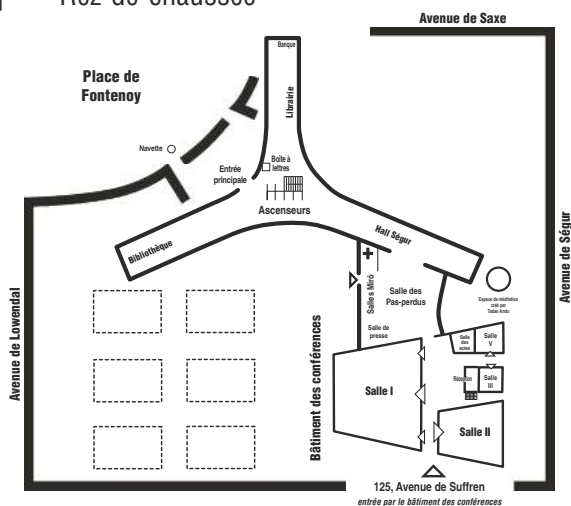 Rez-de-chaussée
Avenue de Saxe
Banque
Place de
Fontenoy
Librairie
Navette
Boîte à
lettres
Entrée
principale
Ascenseurs
Hall Ségur
Bibliothèque
Avenue de Ségur
Salles Miró
Salle des
Pas-perdus
Espace de méditation
créé par
Tadao Ando
Salle de
presse
Salle
des
actes
Salle
V
Avenue de Lowendal
Bâtiment des conférences
Réception
Salle
III
Salle I
Salle II
125, Avenue de Suffren
entrée par le bâtiment des conférences